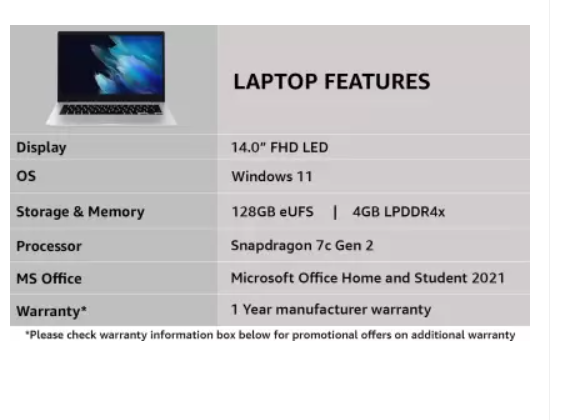 LAPTOP FEATURES
Display 14.0" FHD LED
OS Windows 11
Storage & Memory 128GB eUFS | 4GB LPDDR4x
Processor Snapdragon 7c Gen 2
MS Office Microsoft Office Home and Student 2021
Warranty* 1 Year manufacturer warranty
*Please check warranty information box below for promotional offers on additional warranty